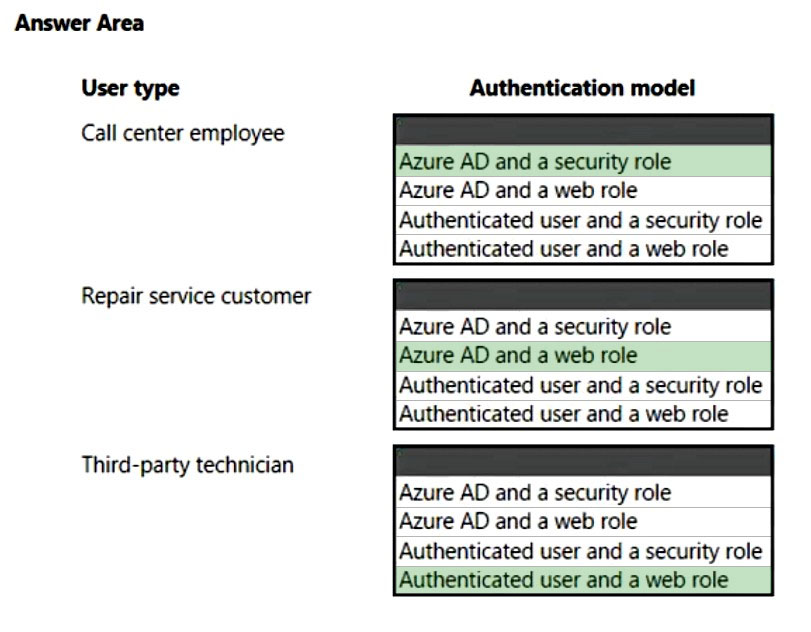 Answer Area
User type Authentication model
Call center employee
Azure AD and a security role
Azure AD and a web role
Authenticated user and a security role
Authenticated user and a web role
Repair service customer
Azure AD and a security role
Azure AD and a web role
Authenticated user and a security role
Authenticated user and a web role
Third-party technician
Azure AD and a security role
Azure AD and a web role
Authenticated user and a security role
Authenticated user and a web role